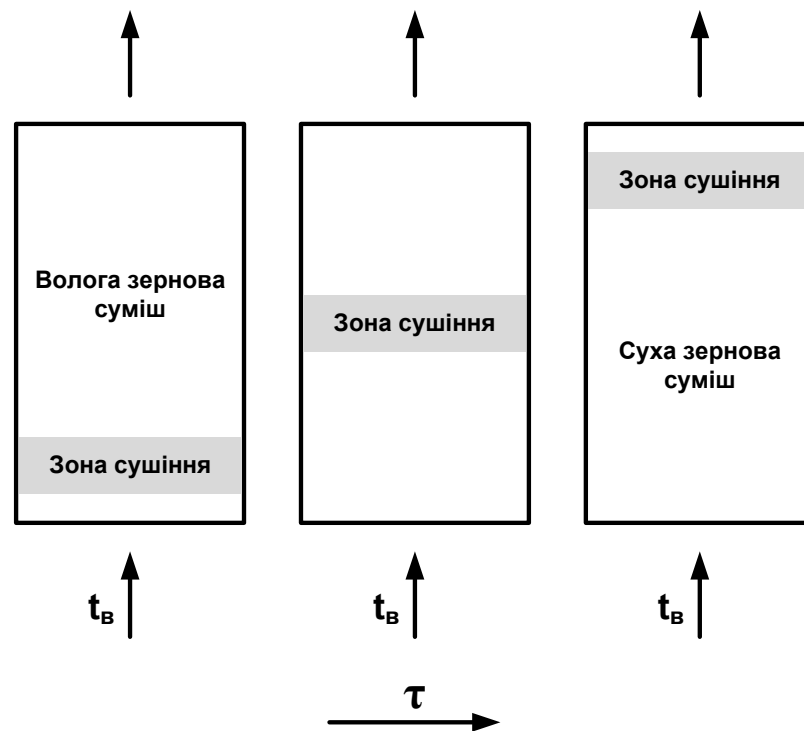 Волога зернова
суміш
Зона сушіння
Зона сушіння
Зона сушіння
Суха зернова
суміш
tв
tв
tв
τ